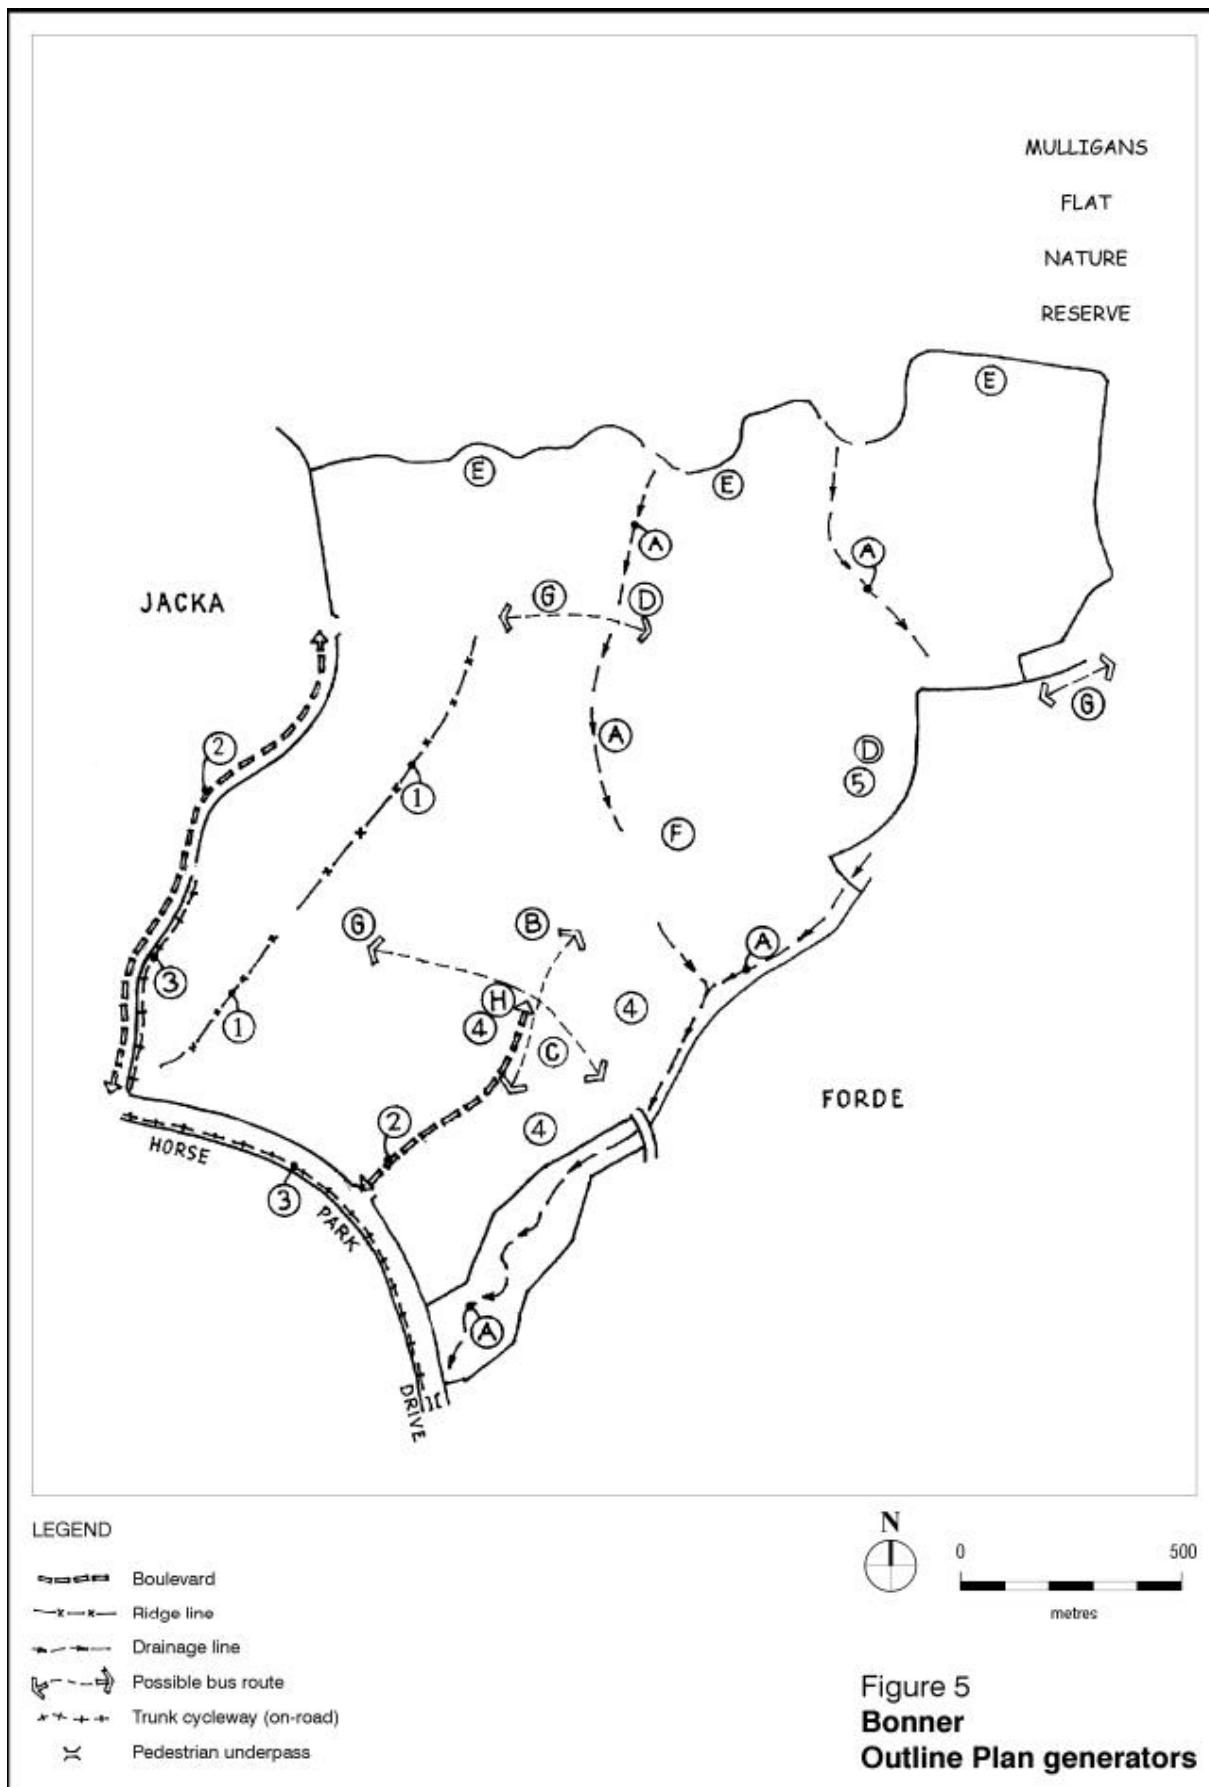 MULLIGANS
FLAT
NATURE
RESERVE
E
E
E
A
A
JACKA
G
D
G
2
A
D
5
1
F
G
B
A
3
H
4
4
1
C
FORDE
2
4
HORSE
3
PARK
A
DRIVE
LEGEND
Boulevard
Ridge line
Drainage line
Possible bus route
Trunk cycleway (on-road)
Pedestrian underpass
N
0 500
metres
Figure 5
Bonner
Outline Plan generators